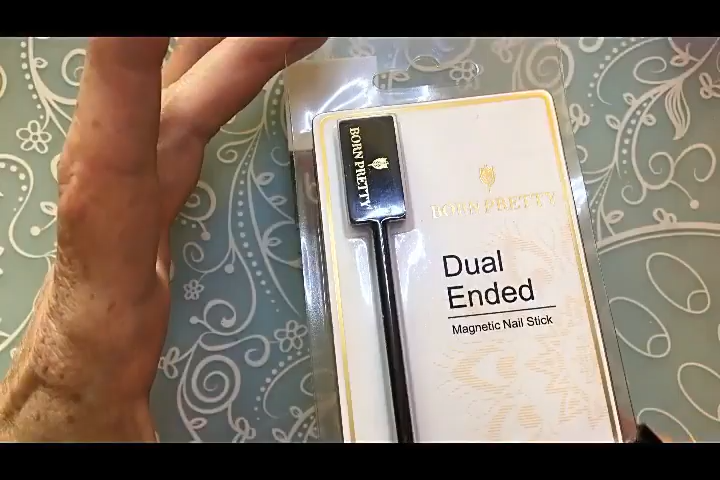 BORN PRETTY
BORN PRETTY
Dual
Ended
Magnetic Nail Stick